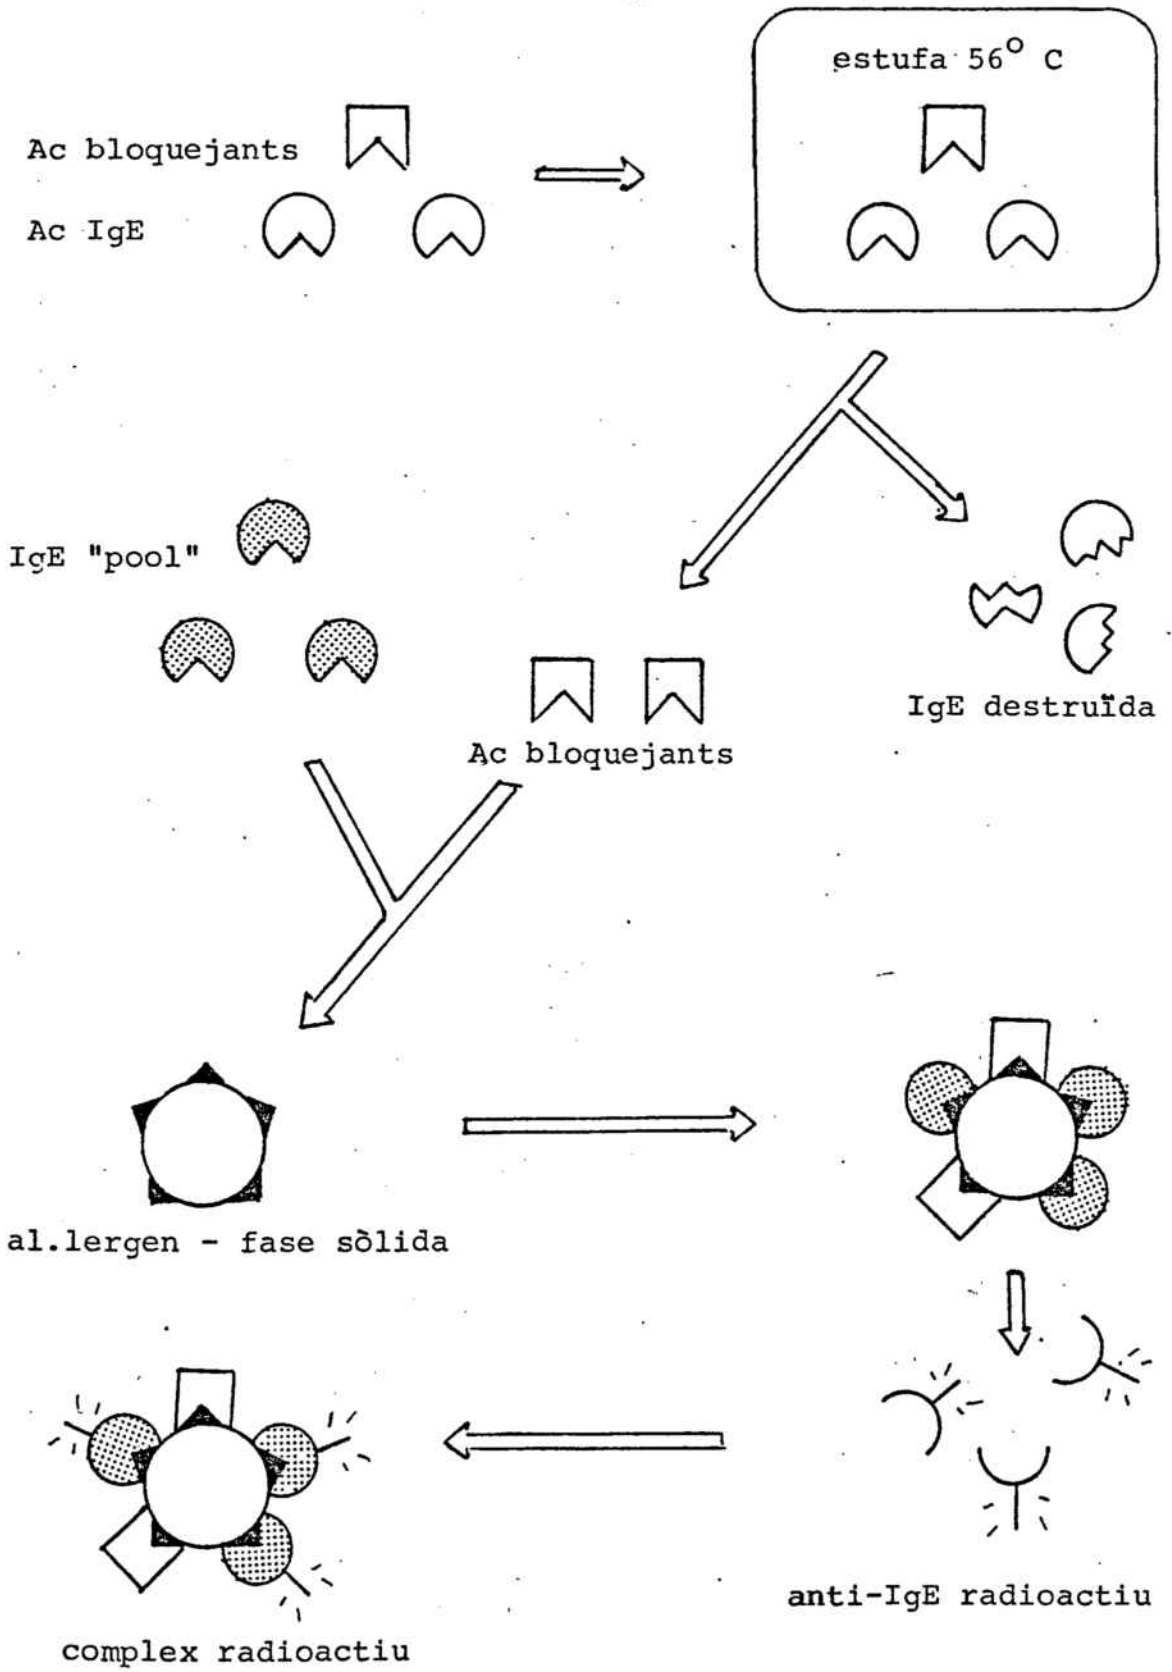 estufa 56° C
Ac bloquejants
Ac IgE
IgE "pool"
IgE destruïda
Ac bloquejants
al.lergen - fase sòlida
anti-IgE radioactiu
complex radioactiu